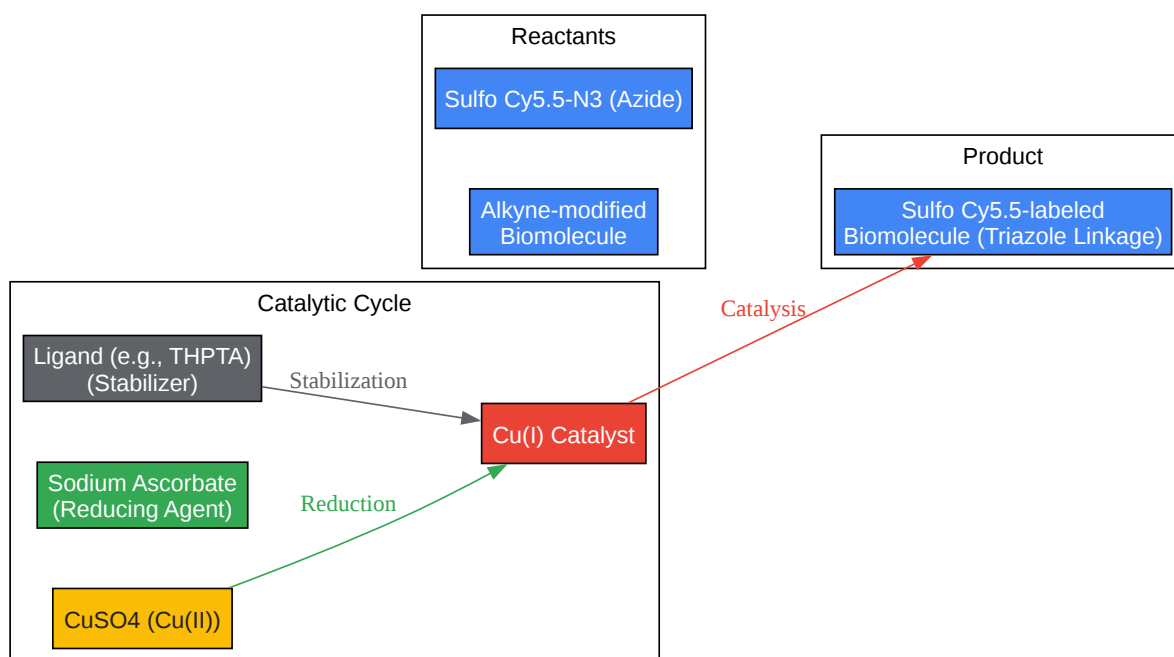 Reactants
Sulfo Cy5.5-N3 (Azide)
Alkyne-modified
Biomolecule
Product
Sulfo Cy5.5-labeled
Biomolecule (Triazole Linkage)
Catalytic Cycle
Ligand (e.g., THPTA)
(Stabilizer)
Stabilization
Catalysis
Cu(I) Catalyst
Sodium Ascorbate
(Reducing Agent)
Reduction
CuSO4 (Cu(II))